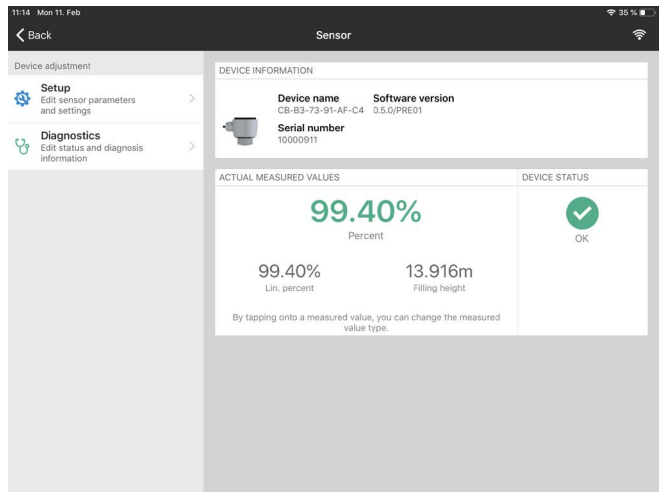 11:14 Mon 11. Feb
35 %
Back
Sensor
Device adjustment
Setup
Edit sensor parameters
and settings
Diagnostics
Edit status and diagnosis
information
DEVICE INFORMATION
Device name
CB-B3-73-91-AF-C4
Software version
0.5.0/PRE01
Serial number
10000911
ACTUAL MEASURED VALUES
99.40%
Percent
99.40%
Lin. percent
13.916m
Filling height
By tapping onto a measured value, you can change the measured
value type.
DEVICE STATUS
OK